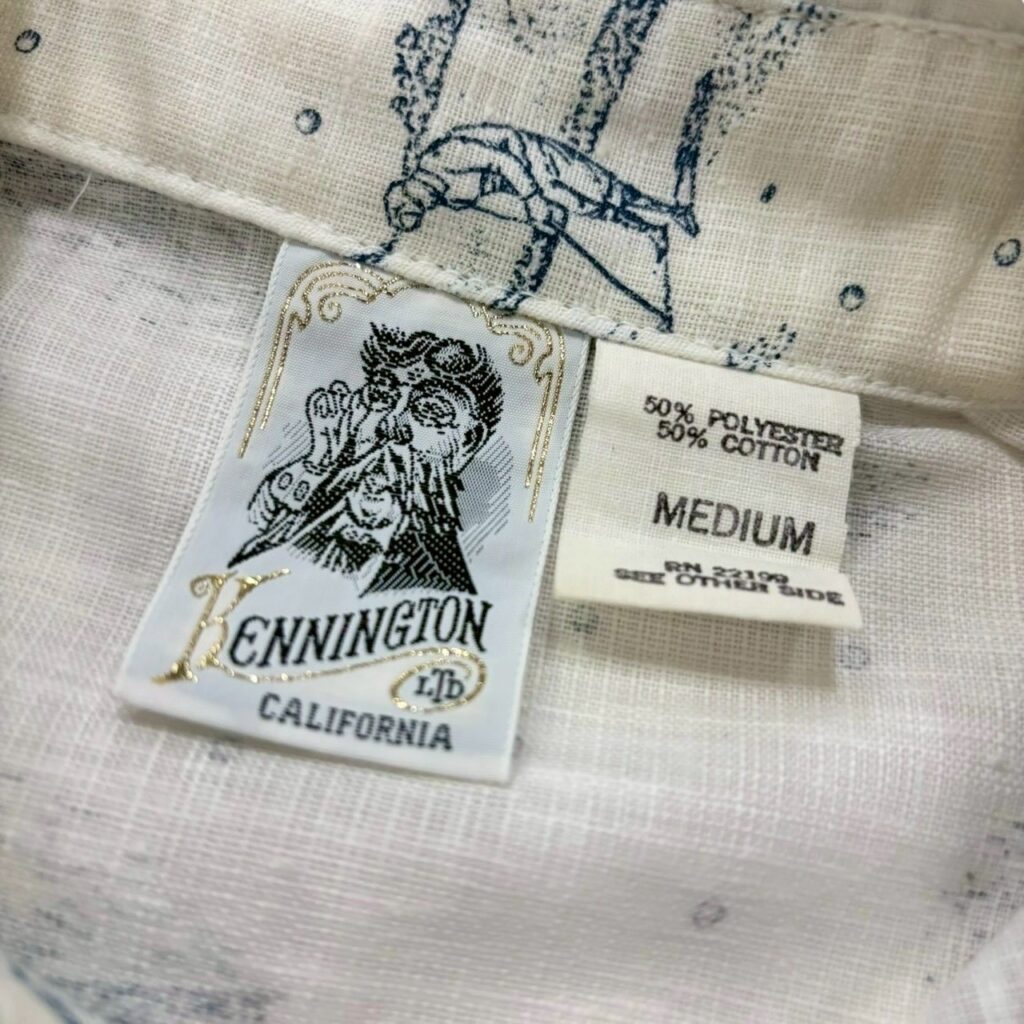 KENNINGTON
LTD
CALIFORNIA
50% POLYESTER
50% COTTON
MEDIUM
RN 22199
SEE OTHER SIDE